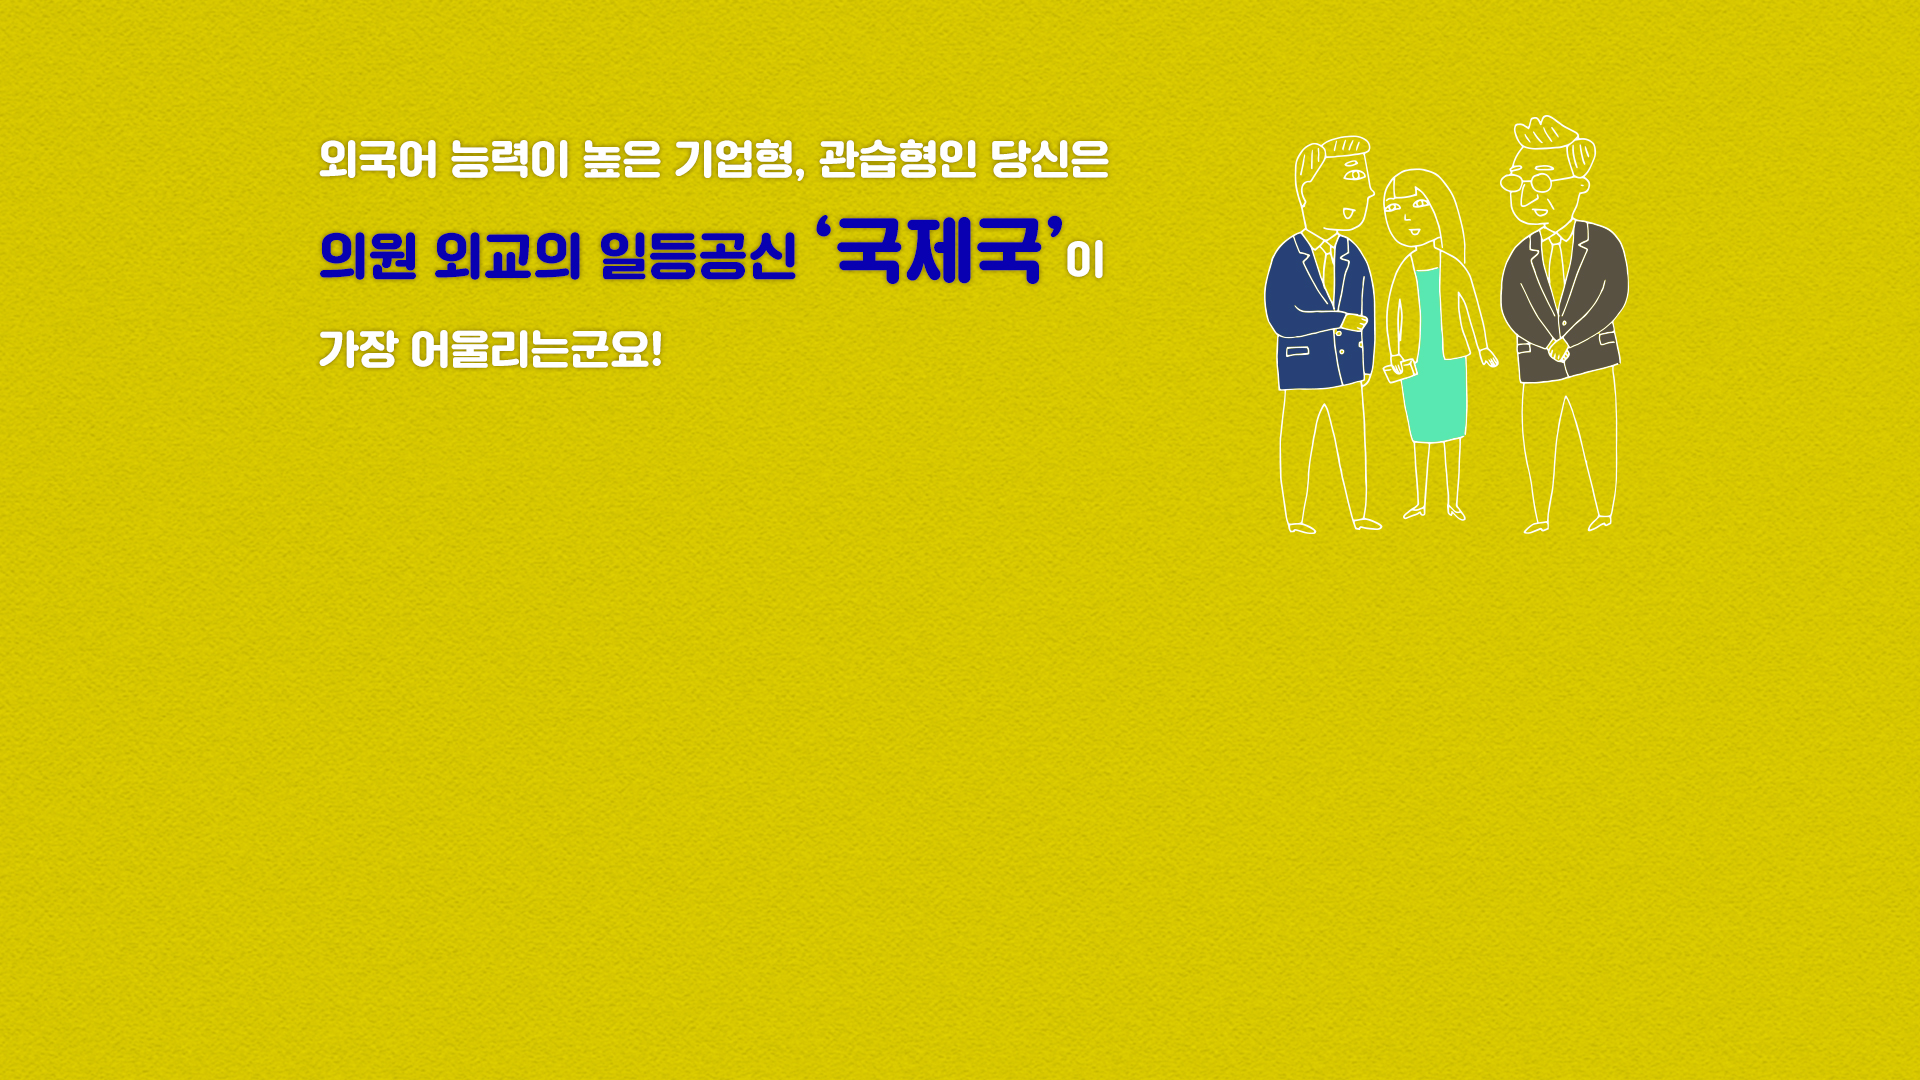 외국어 능력이 높은 기업형, 관습형인 당신은
의원 외교의 일등공신 ‘국제국’이
가장 어울리는군요!